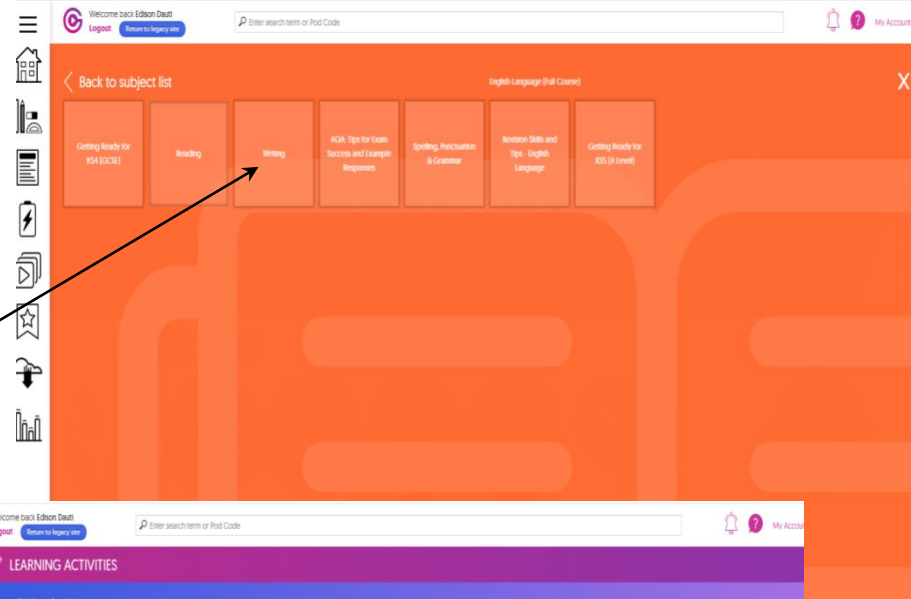 Welcome back Edison Dauti
Logout Return to legacy site
Enter search term or Pod Code
? My Account
Back to subject list
English Language (Full Course)
X
Getting Ready for
KS4 (GCSE)
Reading
Writing
AQA: Tips for Exam
Success and Example
Responses
Spelling, Punctuation
& Grammar
Revision Skills and
Tips - English
Language
Getting Ready for
KS5 (A Level)
elcome back Edison Dauti
gout Return to legacy site
Enter search term or Pod Code
? My Accou
LEARNING ACTIVITIES